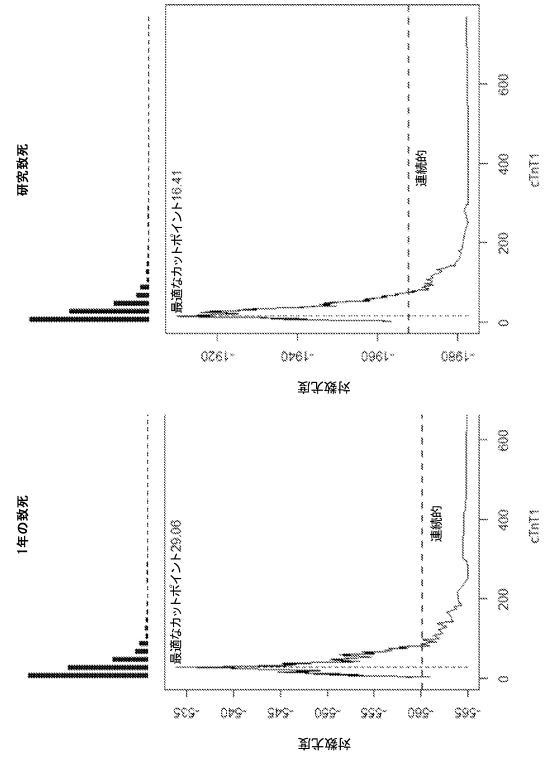 1年の致死
最適なカットポイント29.06
連続的
対数尤度
-535
-540
-545
-550
-555
-560
-565
0
200
400
600
cTnT1
研究致死
最適なカットポイント16.41
連続的
対数尤度
-1920
-1940
-1960
-1980
0
200
400
600
cTnT1